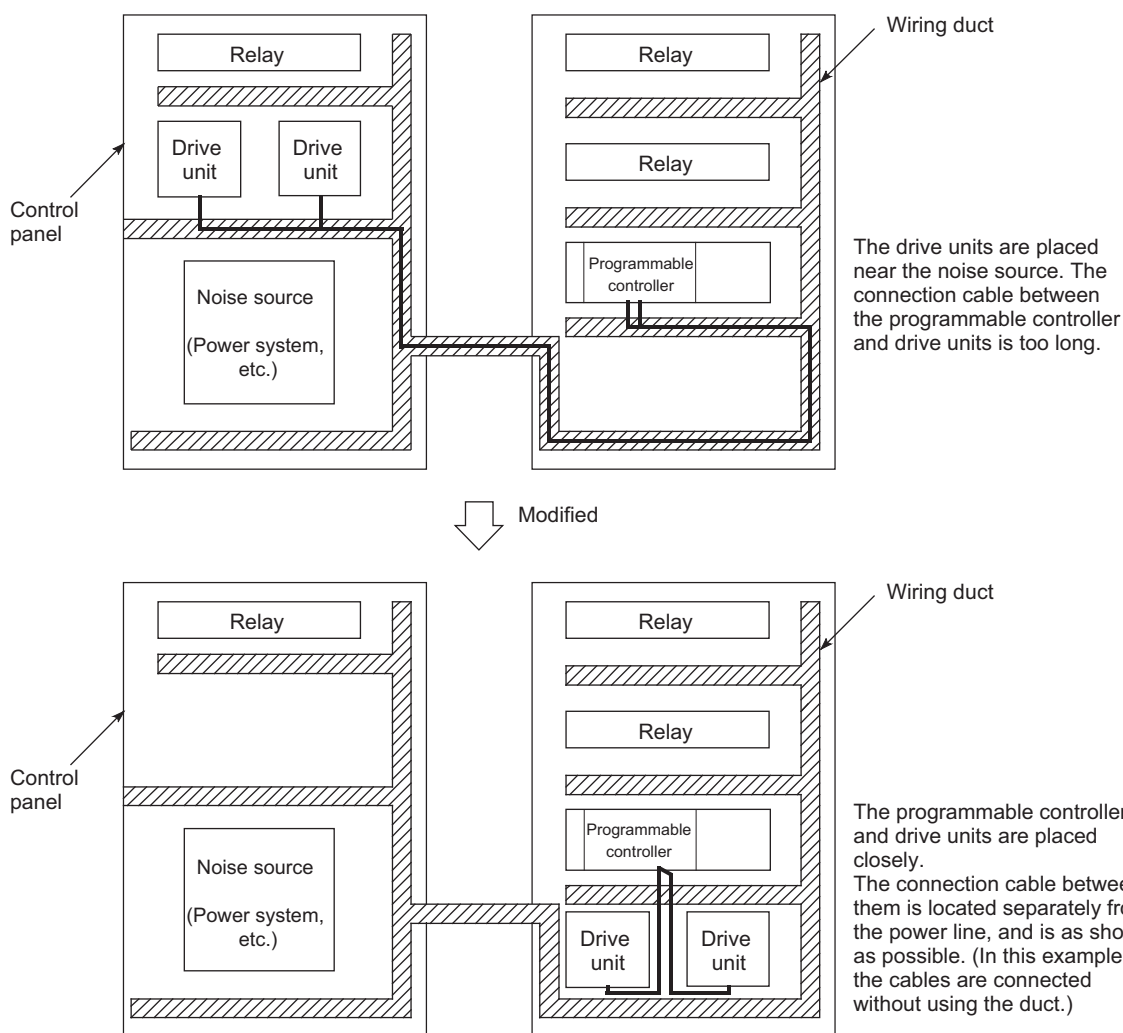 Relay
Relay
Wiring duct
Drive
unit
Drive
unit
Relay
Control
panel
Programmable
controller
Noise source
(Power system,
etc.)
The drive units are placed
near the noise source. The
connection cable between
the programmable controller
and drive units is too long.
Modified
Relay
Relay
Wiring duct
Relay
Control
panel
Programmable
controller
Noise source
(Power system,
etc.)
Drive
unit
Drive
unit
The programmable controller
and drive units are placed
closely.
The connection cable
them is located separately
the power line, and is as
as possible. (In this example
the cables are connected
without using the duct.)